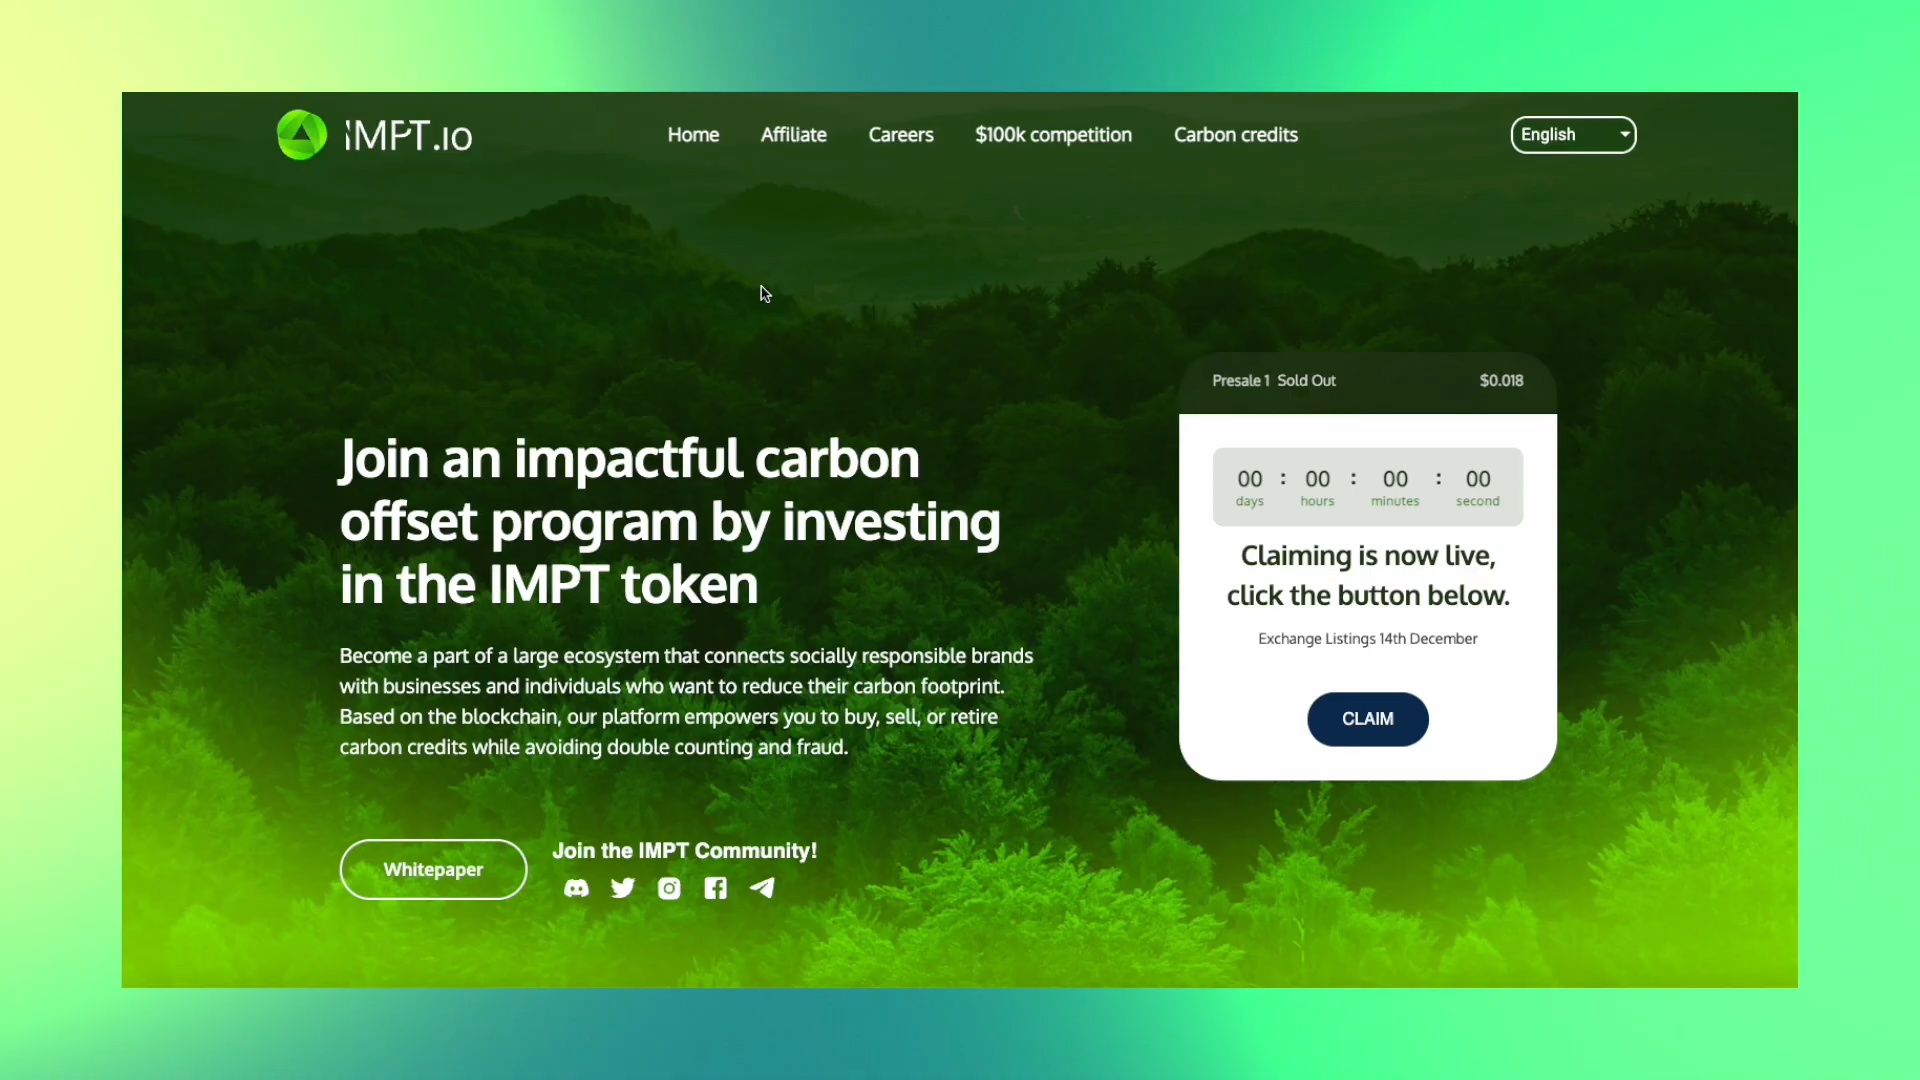 IMPT.io
Home Affiliate Careers $100k competition Carbon credits
English
Join an impactful carbon
offset program by investing
in the IMPT token
Become a part of a large ecosystem that connects socially responsible brands
with businesses and individuals who want to reduce their carbon footprint.
Based on the blockchain, our platform empowers you to buy, sell, or retire
carbon credits while avoiding double counting and fraud.
Whitepaper
Join the IMPT Community!
Presale 1 Sold Out $0.018
00 : 00 : 00 : 00
days hours minutes second
Claiming is now live,
click the button below.
Exchange Listings 14th December
CLAIM